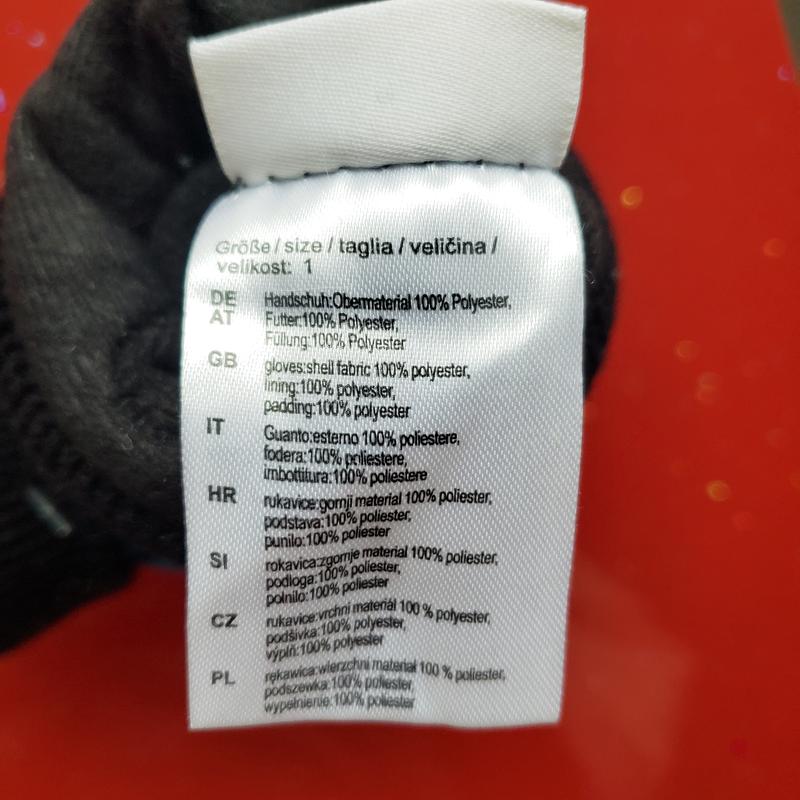 Größe / size / taglia / veličina /
velikost: 1
DE Handschuh:Obermaterial 100% Polyester,
AT Futter:100% Polyester,
Füllung:100% Polyester
GB gloves:shell fabric 100% polyester,
lining:100% polyester,
padding:100% polyester
IT Guanto:esterno 100% poliestere,
fodera:100% poliestere,
imbottitura:100% poliestere
HR rukavice:gornji material 100% poliester,
podstava:100% poliester,
punilo:100% poliester
SI rokavica:zgornje material 100% poliester,
podloga:100% poliester,
polnilo:100% poliester
CZ rukavice:vrchni materiál 100 % polyester,
podšivka:100% polyester,
výplň:100% polyester
PL rękawica:wierzchni material 100 % poliester,
podszewka:100% poliester,
wypełnienie:100% poliester